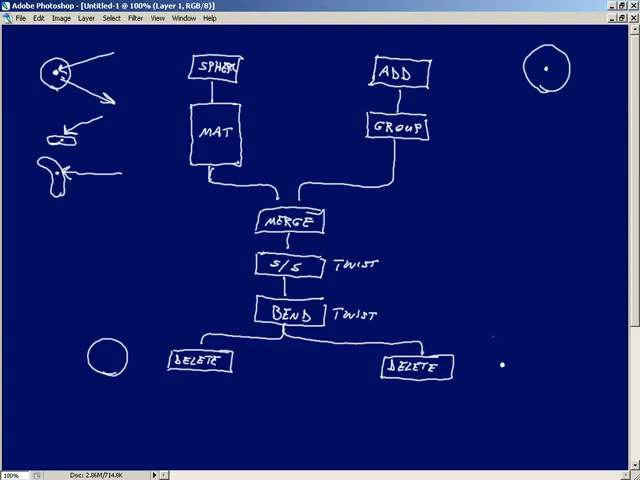 Adobe Photoshop - [Untitled-1 @ 100% (Layer 1, RGB/8)]
File Edit Image Layer Select Filter View Window Help
SPHERE
ADD
MAT
GROUP
MERGE
S/S TWIST
BEND TWIST
DELETE DELETE
100% Doc: 2.86M/714.8K